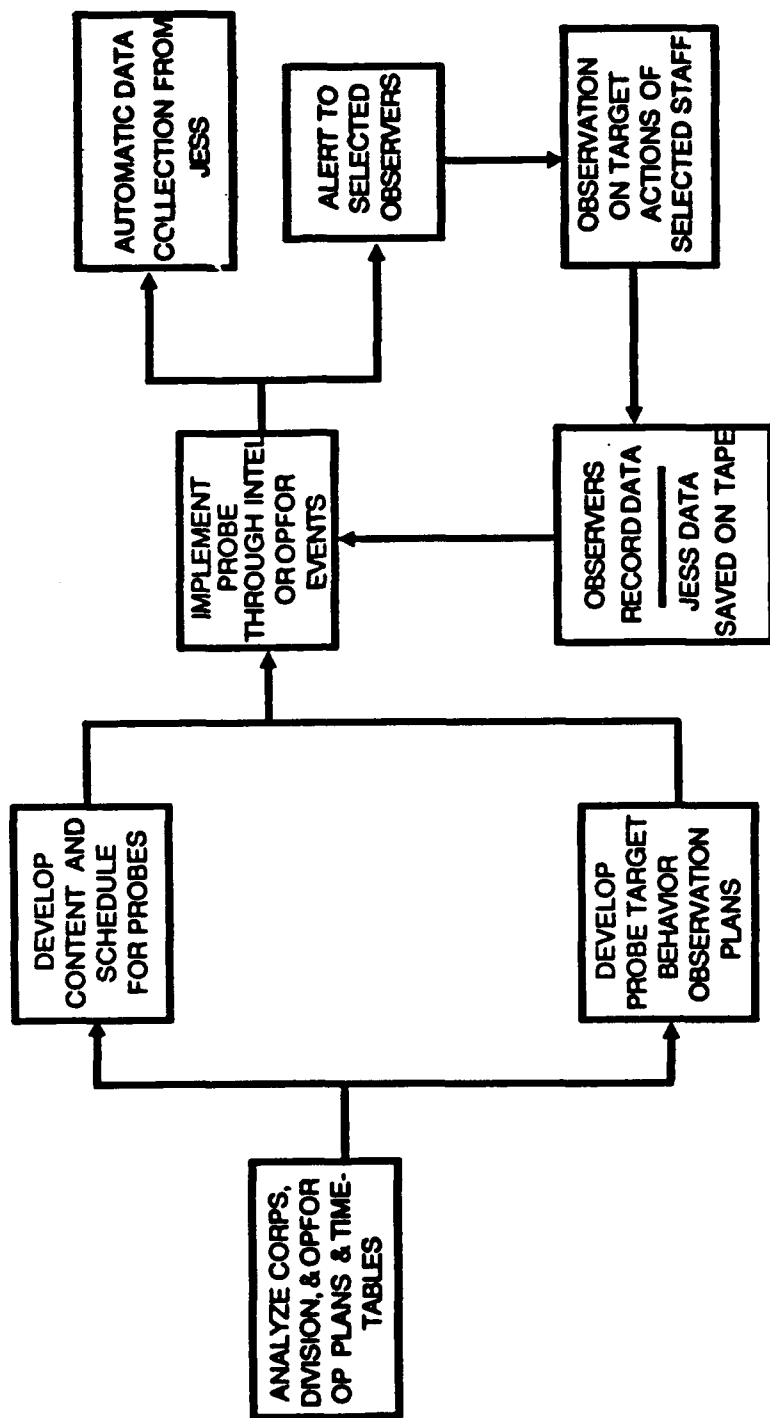 ANALYZE CORPS,
DIVISION, & OPFOR
OP PLANS & TIME-
TABLES
DEVELOP
CONTENT AND
SCHEDULE
FOR PROBES
DEVELOP
PROBE TARGET
BEHAVIOR
OBSERVATION
PLANS
IMPLEMENT
PROBE
THROUGH INTEL
OR OPFOR
EVENTS
AUTOMATIC DATA
COLLECTION FROM
JESS
ALERT TO
SELECTED
OBSERVERS
OBSERVATION
ON TARGET
ACTIONS OF
SELECTED STAFF
OBSERVERS
RECORD DATA
JESS DATA
SAVED ON TAPE